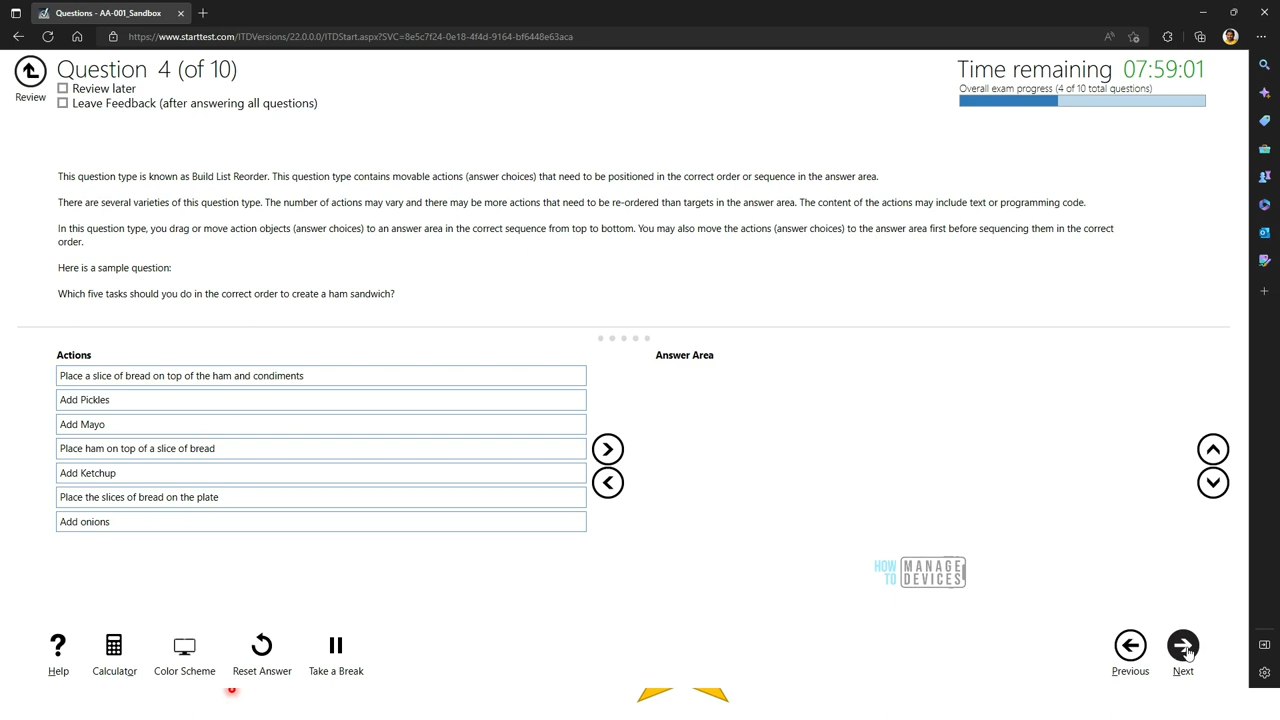 Questions - AA-001_Sandbox
https://www.starttest.com/ITDVersions/22.0.0.0/ITDStart.aspx?SVC=8e5c7f24-0e18-4f4d-9164-bf6448e63aca
Question 4 (of 10)
Review later
Leave Feedback (after answering all questions)
Review
Time remaining 07:59:01
Overall exam progress (4 of 10 total questions)
This question type is known as Build List Reorder. This question type contains movable actions (answer choices) that need to be positioned in the correct order or sequence in the answer area.
There are several varieties of this question type. The number of actions may vary and there may be more actions that need to be re-ordered than targets in the answer area. The content of the actions may include text or programming code.
In this question type, you drag or move action objects (answer choices) to an answer area in the correct sequence from top to bottom. You may also move the actions (answer choices) to the answer area first before sequencing them in the correct
order.
Here is a sample question:
Which five tasks should you do in the correct order to create a ham sandwich?
Actions
Answer Area
Place a slice of bread on top of the ham and condiments
Add Pickles
Add Mayo
Place ham on top of a slice of bread
Add Ketchup
Place the slices of bread on the plate
Add onions
HOW TO
MANAGE DEVICES
Help
Calculator
Color Scheme
Reset Answer
Take a Break
Previous
Next